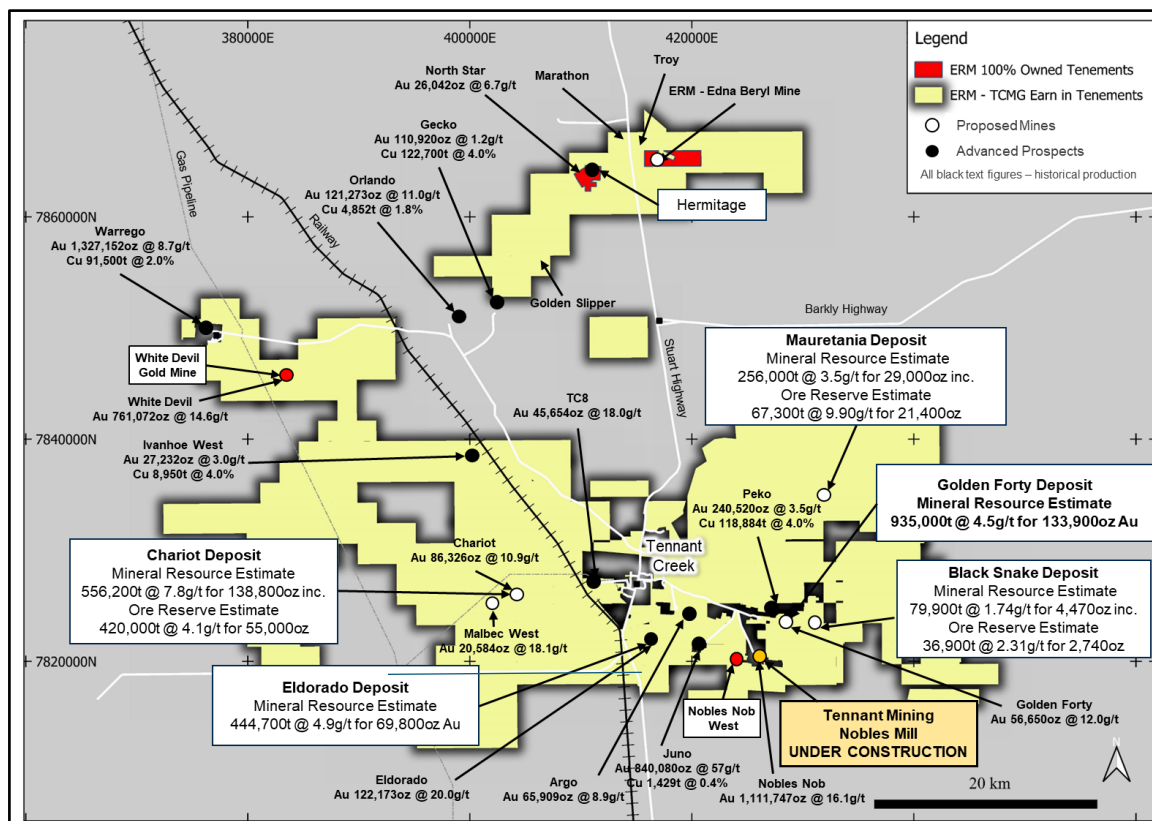 380000E
400000E
420000E
7860000N
7840000N
7820000N
Legend
ERM 100% Owned Tenements
ERM - TCMG Earn in Tenements
Proposed Mines
Advanced Prospects
All black text figures – historical production
North Star
Au 26,042oz @ 6.7g/t
Marathon
Troy
ERM - Edna Beryl Mine
Gecko
Au 110,920oz @ 1.2g/t
Cu 122,700t @ 4.0%
Orlando
Au 121,273oz @ 11.0g/t
Cu 4,852t @ 1.8%
Hermitage
Gas Pipeline
Railway
Warrego
Au 1,327,152oz @ 8.7g/t
Cu 91,500t @ 2.0%
Golden Slipper
Stuart Highway
Barkly Highway
White Devil
Gold Mine
White Devil
Au 761,072oz @ 14.6g/t
Mauretania Deposit
Mineral Resource Estimate
256,000t @ 3.5g/t for 29,000oz inc.
Ore Reserve Estimate
67,300t @ 9.90g/t for 21,400oz
TC8
Au 45,654oz @ 18.0g/t
Ivanhoe West
Au 27,232oz @ 3.0g/t
Cu 8,950t @ 4.0%
Peko
Au 240,520oz @ 3.5g/t
Cu 118,884t @ 4.0%
Golden Forty Deposit
Mineral Resource Estimate
935,000t @ 4.5g/t for 133,900oz Au
Chariot
Au 86,326oz @ 10.9g/t
Tennant
Creek
Chariot Deposit
Mineral Resource Estimate
556,200t @ 7.8g/t for 138,800oz inc.
Ore Reserve Estimate
420,000t @ 4.1g/t for 55,000oz
Black Snake Deposit
Mineral Resource Estimate
79,900t @ 1.74g/t for 4,470oz inc.
Ore Reserve Estimate
36,900t @ 2.31g/t for 2,740oz
Malbec West
Au 20,584oz @ 18.1g/t
Eldorado Deposit
Mineral Resource Estimate
444,700t @ 4.9g/t for 69,800oz Au
Nobles Nob
West
Tennant Mining
Nobles Mill
UNDER CONSTRUCTION
Golden Forty
Au 56,650oz @ 12.0g/t
Eldorado
Au 122,173oz @ 20.0g/t
Argo
Au 65,909oz @ 8.9g/t
Juno
Au 840,080oz @ 57g/t
Cu 1,429t @ 0.4%
Nobles Nob
Au 1,111,747oz @ 16.1g/t
N
20 km